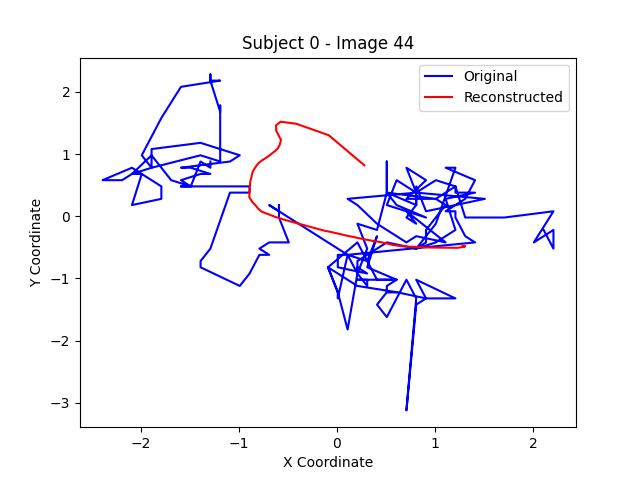 Subject 0 - Image 44
Original
Reconstructed
Y Coordinate
2
1
0
−1
−2
−3
−2
−1
0
1
2
X Coordinate